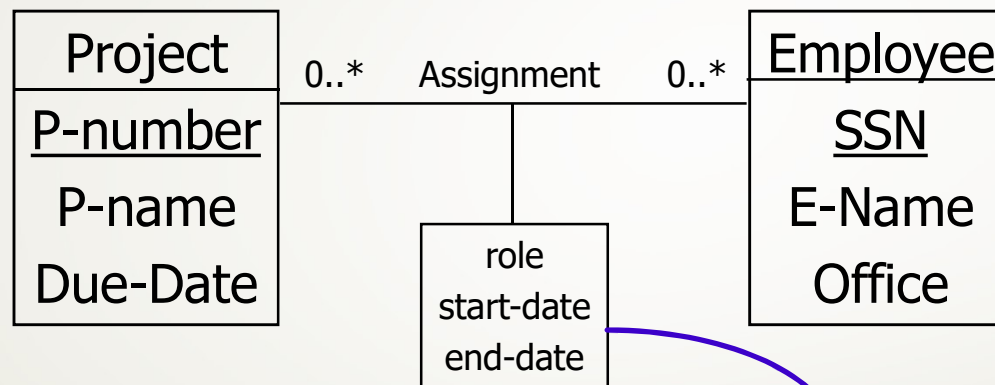 Project
P-number
P-name
Due-Date
0..* Assignment 0..*
role
start-date
end-date
Employee
SSN
E-Name
Office